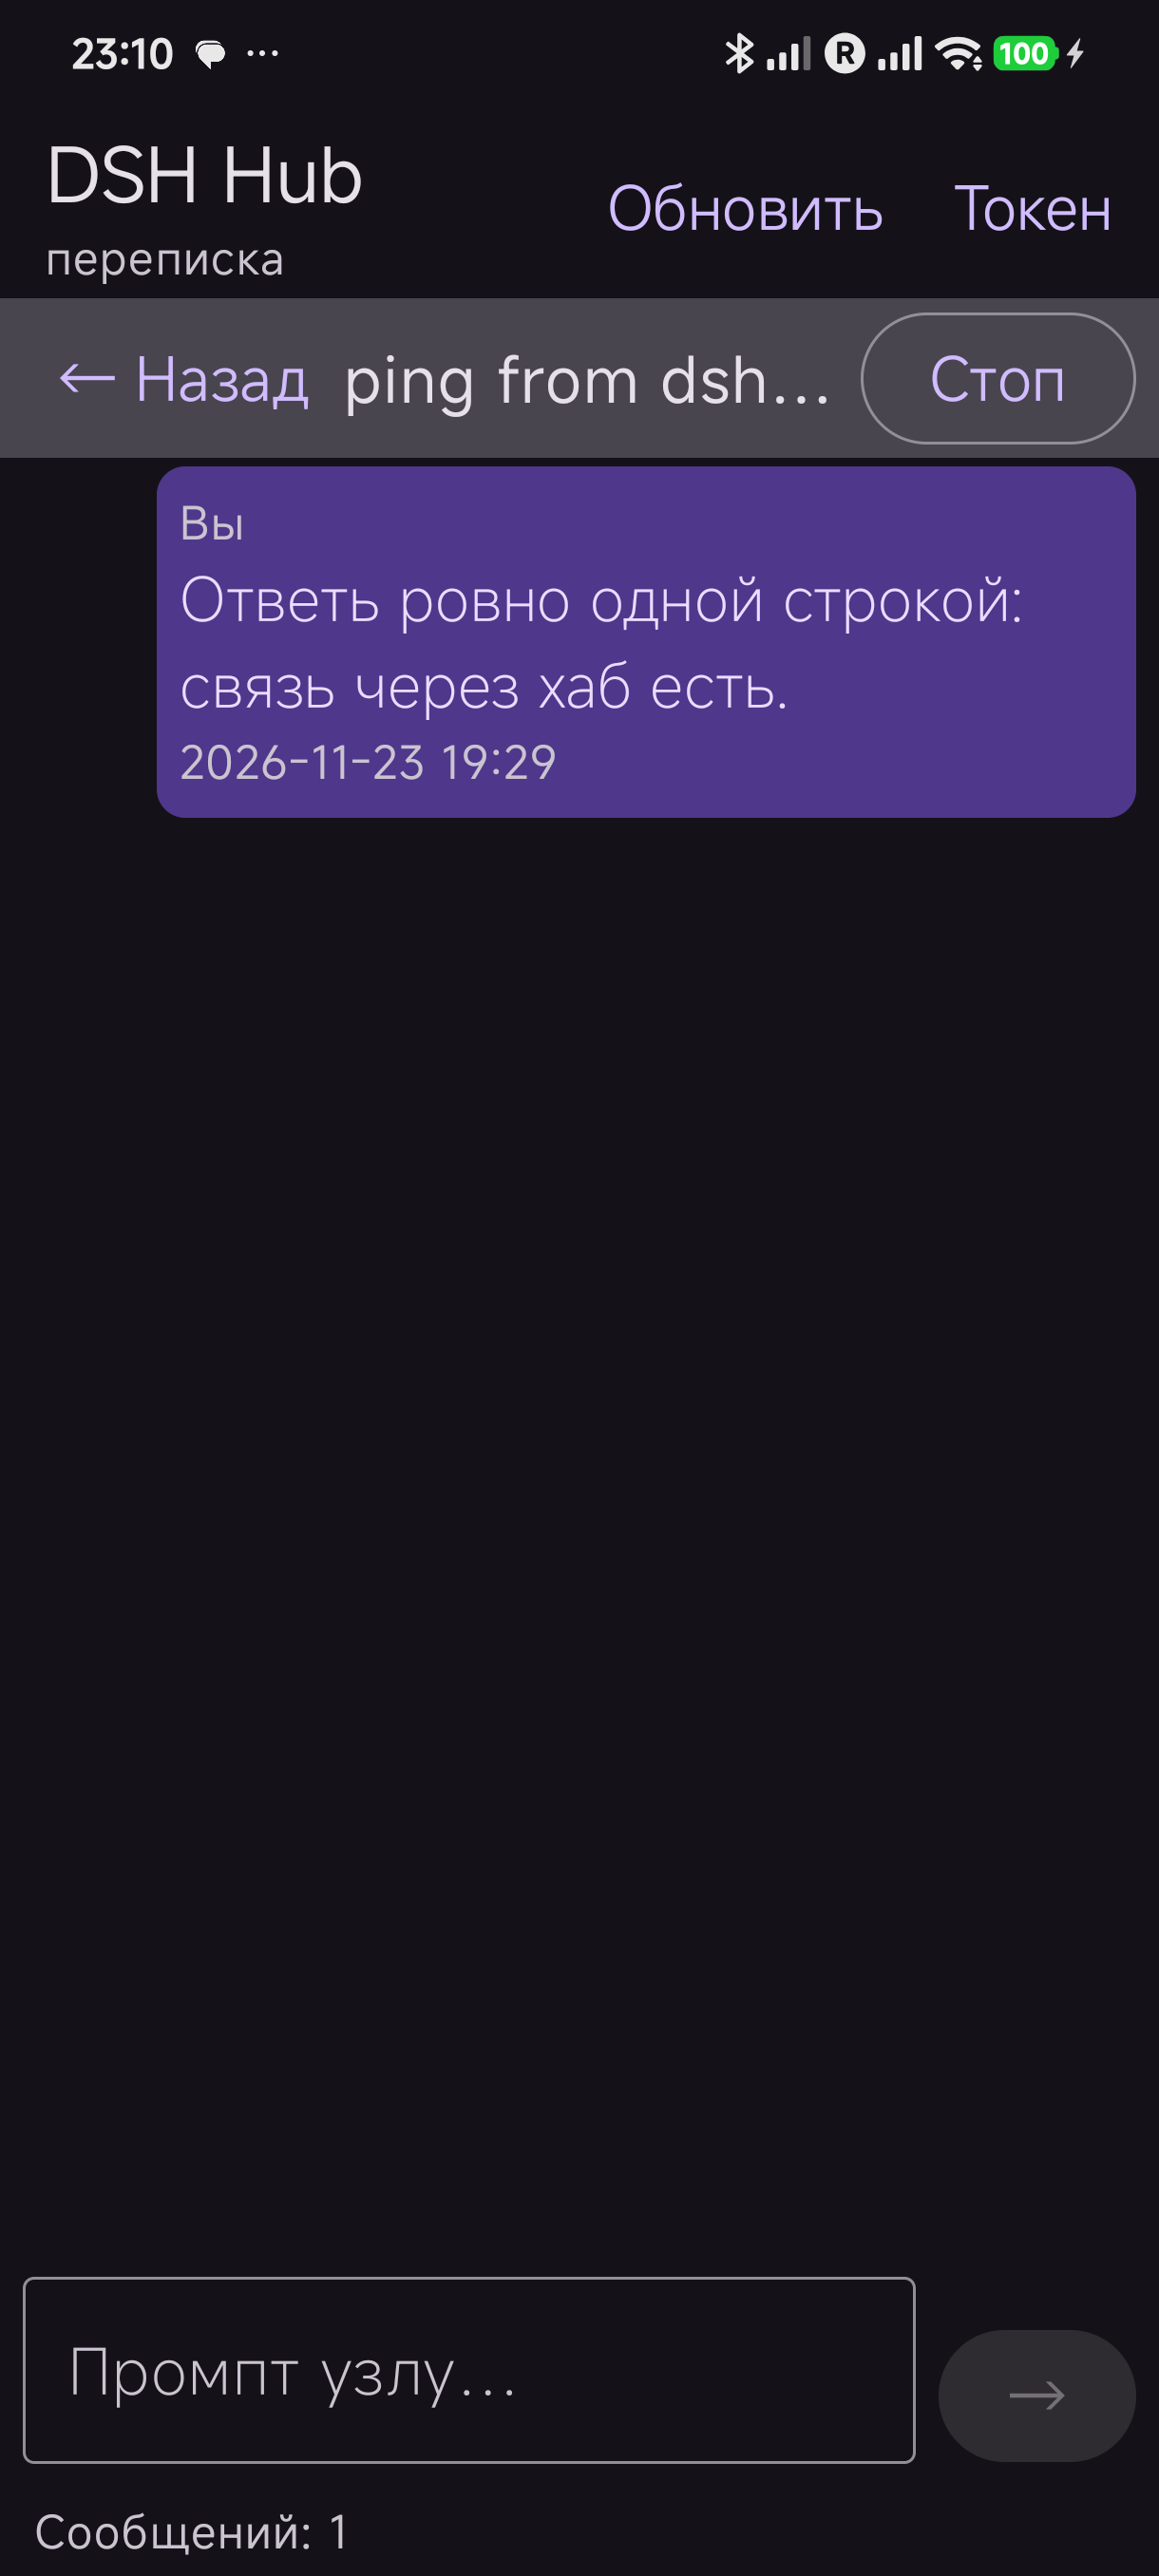 23:10 ... R 100
DSH Hub
переписка
Обновить Токен
← Назад ping from dsh... Стоп
Вы
Ответь ровно одной строкой:
связь через хаб есть.
2026-11-23 19:29
Промпт узлу...
→
Сообщений: 1